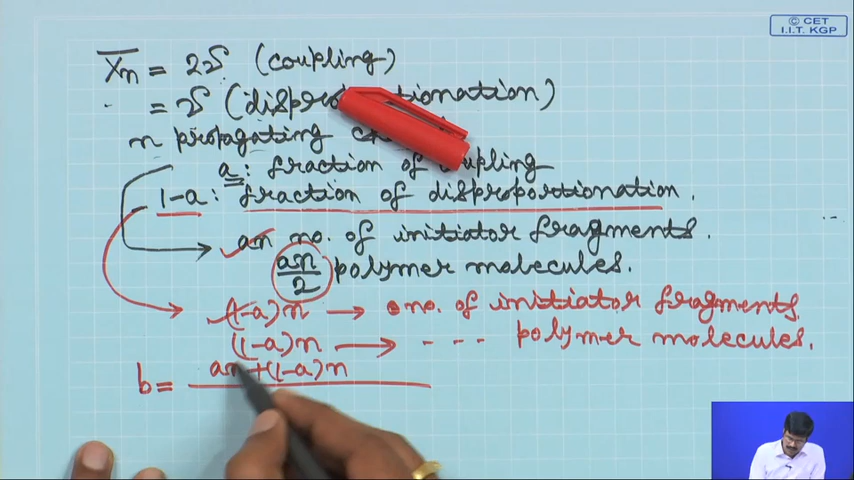 © CET
I.I.T. KGP
X̄n = 2ν (coupling)
= ν (disproportionation)
n propagating
a : fraction of coupling
1-a : fraction of disproportionation.
an no. of initiator fragments.
an/2 polymer molecules.
(1-a)n → no. of initiator fragments.
(1-a)n → - - - polymer molecules.
b = an + (1-a)n